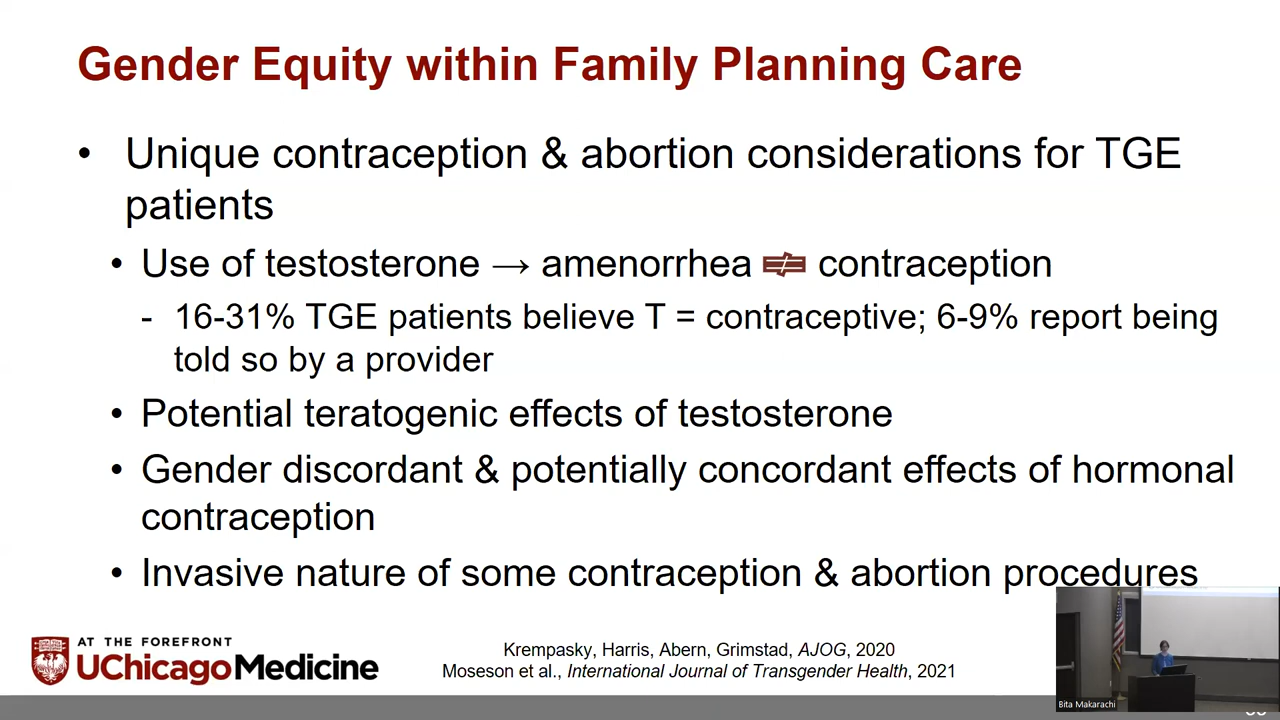 Gender Equity within Family Planning Care
• Unique contraception & abortion considerations for TGE
patients
• Use of testosterone → amenorrhea ≠ contraception
- 16-31% TGE patients believe T = contraceptive; 6-9% report being
told so by a provider
• Potential teratogenic effects of testosterone
• Gender discordant & potentially concordant effects of hormonal
contraception
• Invasive nature of some contraception & abortion procedures
AT THE FOREFRONT
UChicago Medicine
Krempasky, Harris, Abern, Grimstad, AJOG, 2020
Moseson et al., International Journal of Transgender Health, 2021
Bita Makarachi